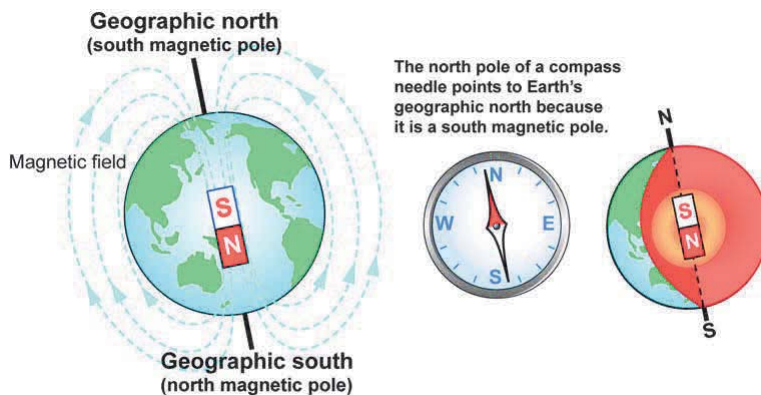 Geographic north
(south magnetic pole)
Magnetic field
S
N
Geographic south
(north magnetic pole)
The north pole of a compass
needle points to Earth's
geographic north because
it is a south magnetic pole.
N
W
E
S
N
S
N
S